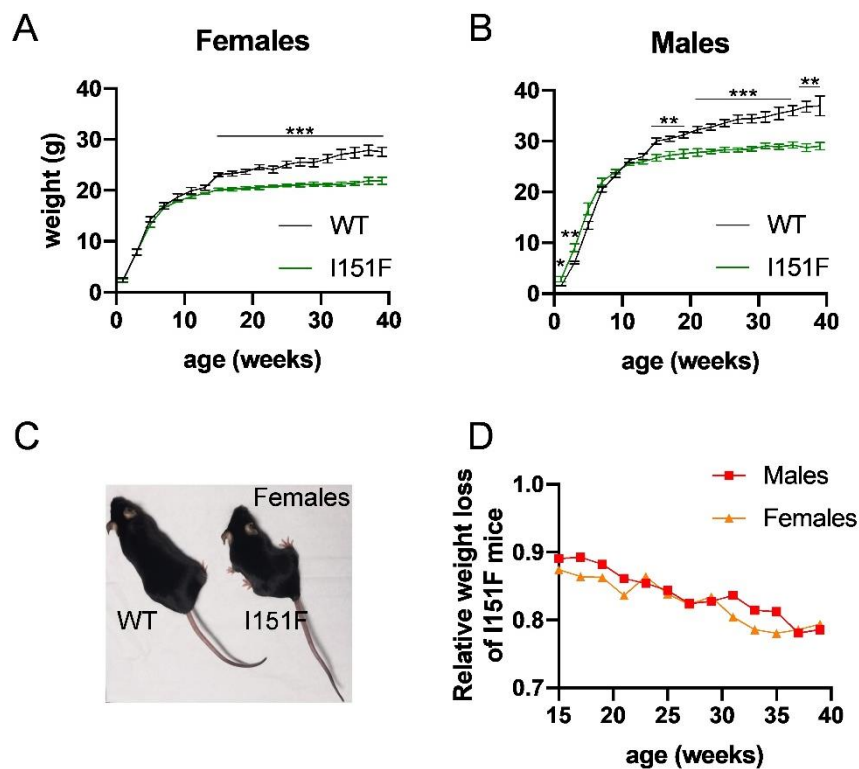 A
Females
weight (g)
40
30
20
10
0
***
WT
I151F
0 10 20 30 40
age (weeks)
B
Males
40
30
20
10
0
*
**
**
***
**
WT
I151F
0 10 20 30 40
age (weeks)
C
Females
WT
I151F
D
Males
Females
Relative weight loss
of I151F mice
1.0
0.9
0.8
0.7
15 20 25 30 35 40
age (weeks)